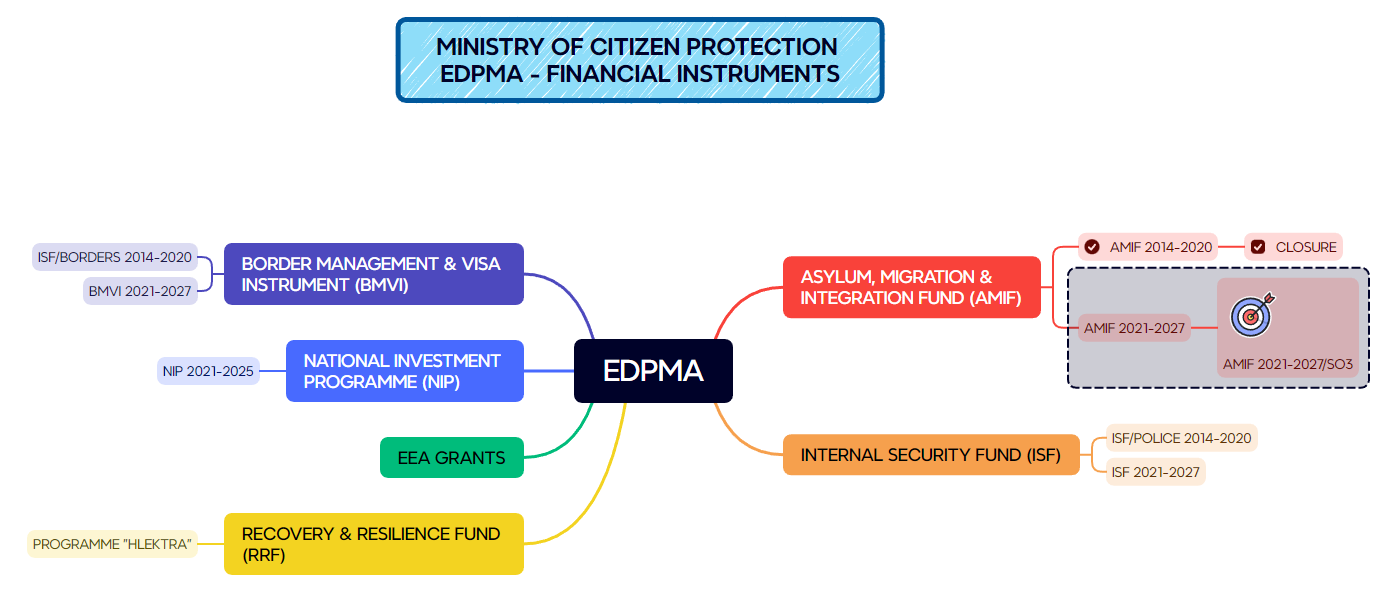 MINISTRY OF CITIZEN PROTECTION
EDPMA - FINANCIAL INSTRUMENTS
ISF/BORDERS 2014-2020
BMVI 2021-2027
BORDER MANAGEMENT & VISA
INSTRUMENT (BMVI)
NIP 2021-2025
NATIONAL INVESTMENT
PROGRAMME (NIP)
EEA GRANTS
PROGRAMME "HLEKTRA"
RECOVERY & RESILIENCE FUND
(RRF)
EDPMA
ASYLUM, MIGRATION &
INTEGRATION FUND (AMIF)
AMIF 2014-2020
CLOSURE
AMIF 2021-2027
AMIF 2021-2027/SO3
INTERNAL SECURITY FUND (ISF)
ISF/POLICE 2014-2020
ISF 2021-2027